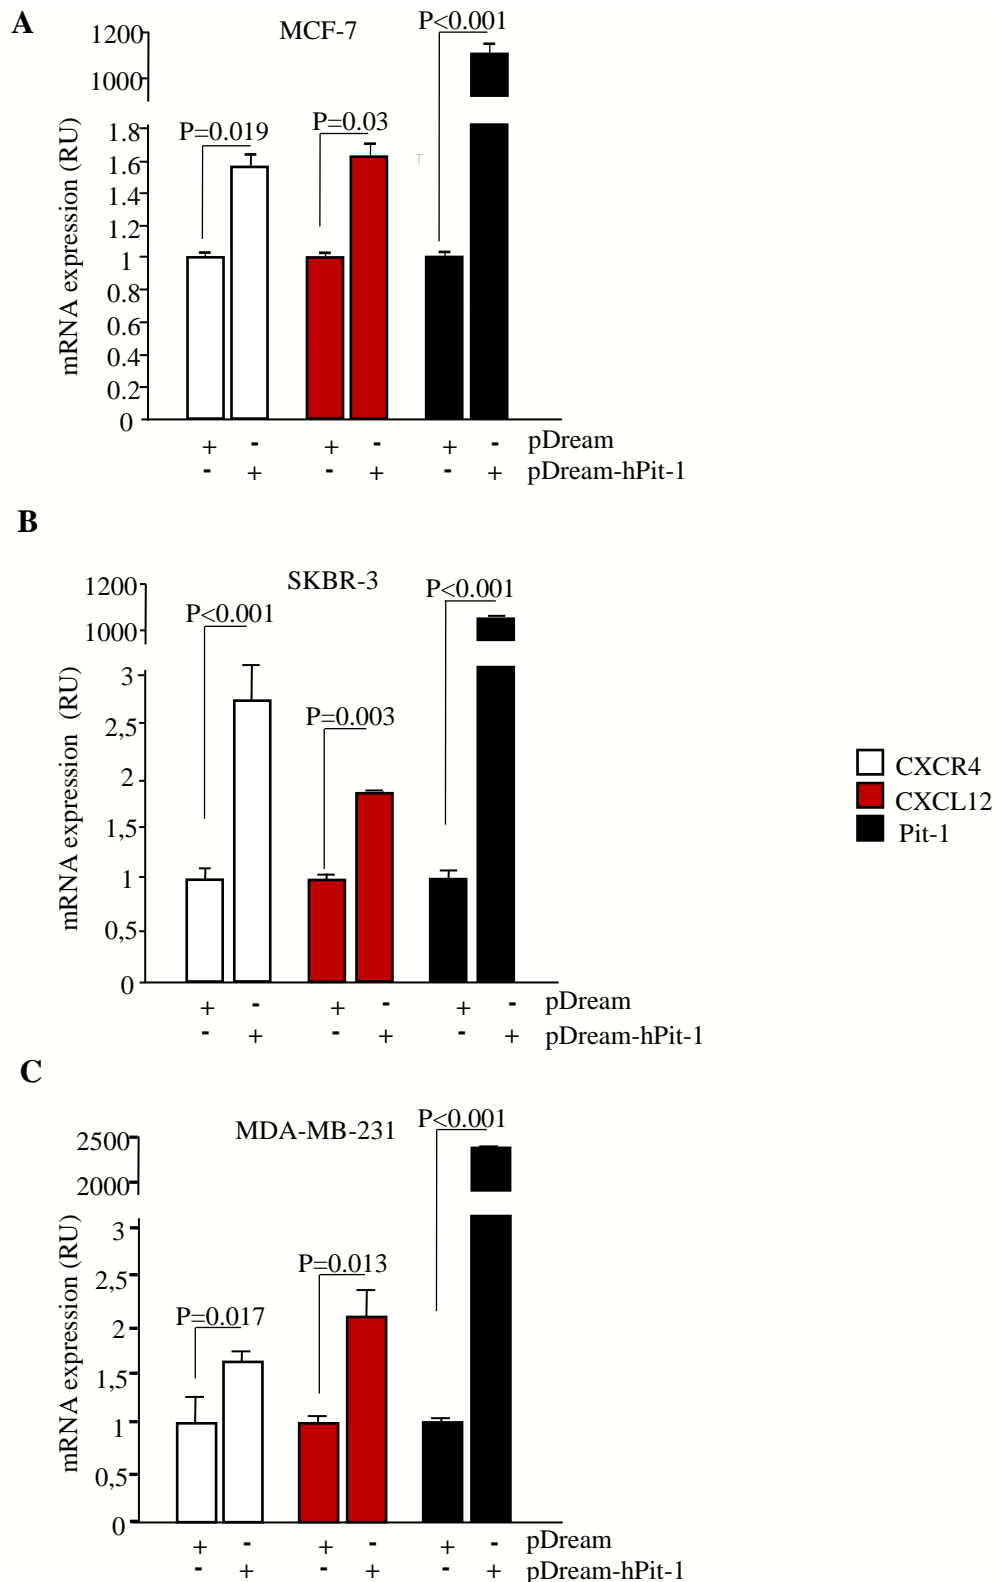 A
MCF-7
P<0.001
1200
1000
P=0.019
P=0.03
1.8
1.6
1.4
1.2
1
0.8
0.6
0.4
0.2
0
mRNA expression (RU)
T
+ - + - + - pDream
- + - + - + pDream-hPit-1
B
SKBR-3
P<0.001
1200
1000
P<0.001
P=0.003
3
2,5
2
1,5
1
0,5
0
mRNA expression (RU)
CXCR4
CXCL12
Pit-1
+ - + - + - pDream
- + - + - + pDream-hPit-1
C
MDA-MB-231
P<0.001
2500
2000
P=0.013
P=0.017
3
2,5
2
1,5
1
0,5
0
mRNA expression (RU)
+ - + - + - pDream
- + - + - + pDream-hPit-1